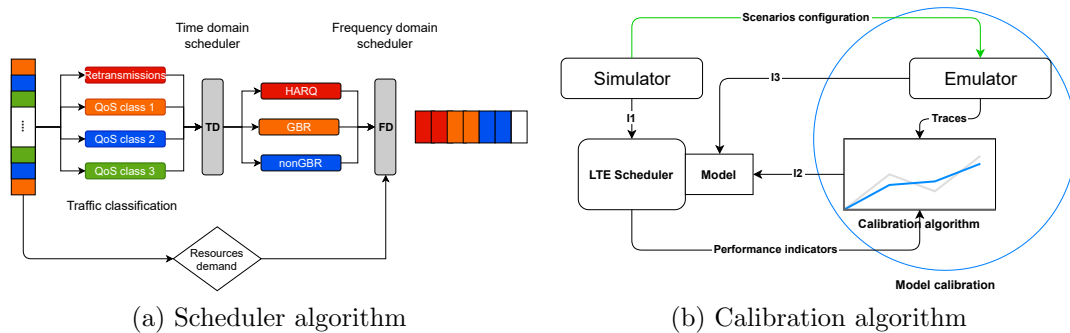 Time domain
scheduler
Frequency domain
scheduler
Retransmissions
QoS class 1
QoS class 2
QoS class 3
....
TD
HARQ
GBR
nonGBR
FD
Traffic classification
Resources
demand
(a) Scheduler algorithm
Scenarios configuration
Simulator
Emulator
I3
I1
Traces
LTE Scheduler
Model
I2
Calibration algorithm
Performance indicators
Model calibration
(b) Calibration algorithm